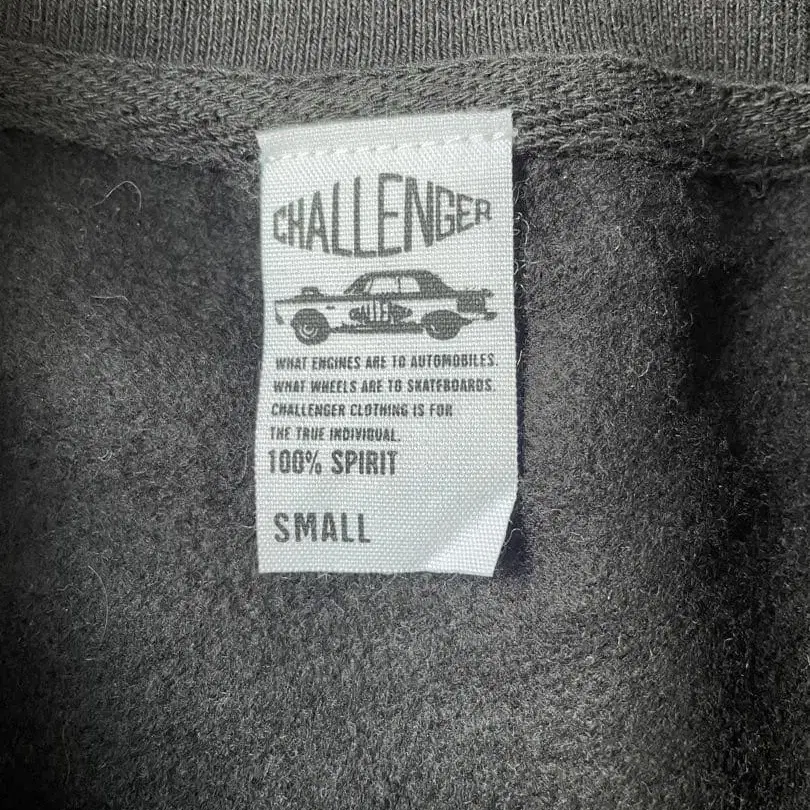 CHALLENGER
WHAT ENGINES ARE TO AUTOMOBILES.
WHAT WHEELS ARE TO SKATEBOARDS.
CHALLENGER CLOTHING IS FOR
THE TRUE INDIVIDUAL.
100% SPIRIT
SMALL